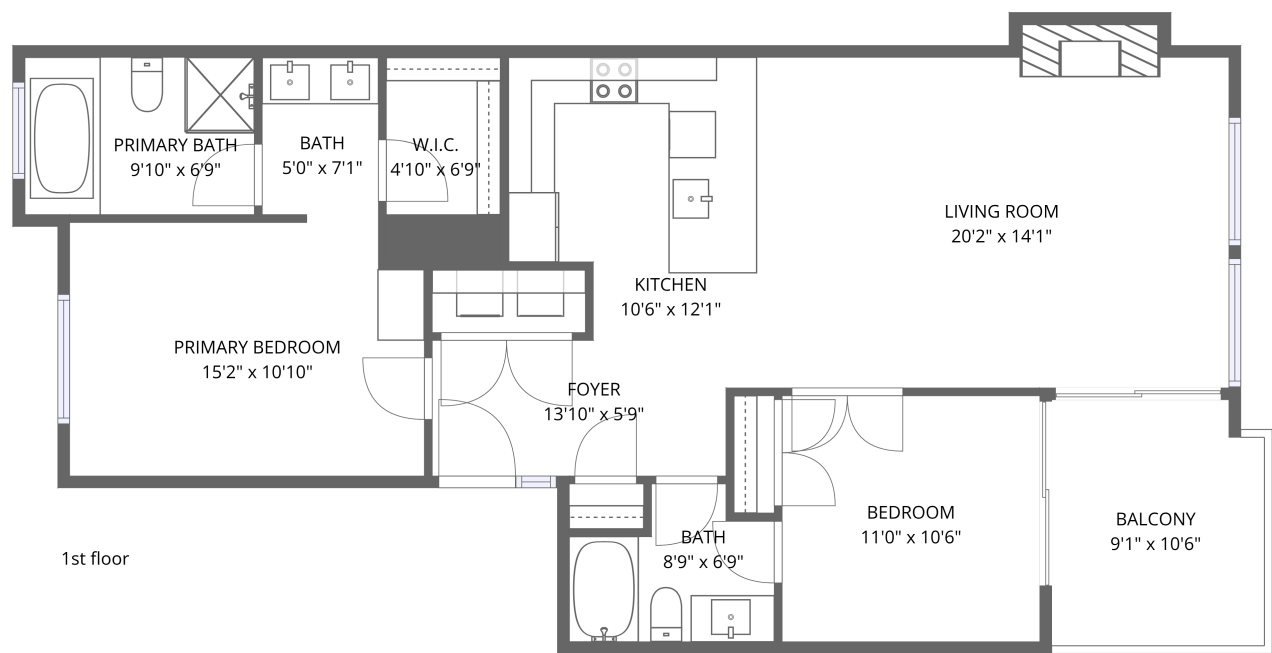 PRIMARY BATH
9'10" x 6'9"
BATH
5'0" x 7'1"
W.I.C.
4'10" x 6'9"
LIVING ROOM
20'2" x 14'1"
KITCHEN
10'6" x 12'1"
PRIMARY BEDROOM
15'2" x 10'10"
FOYER
13'10" x 5'9"
BEDROOM
11'0" x 10'6"
BALCONY
9'1" x 10'6"
BATH
8'9" x 6'9"
1st floor